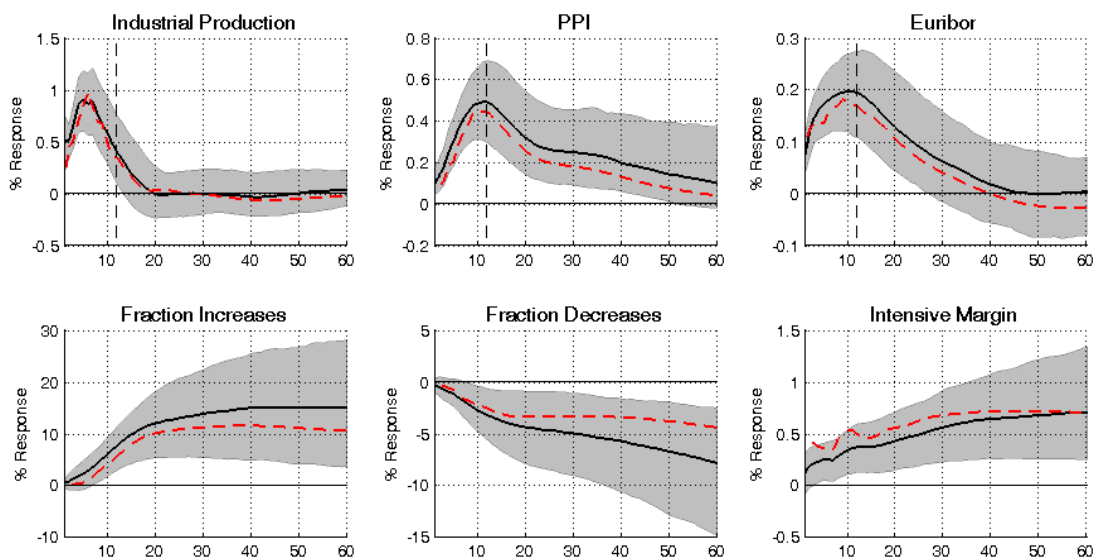 Industrial Production
PPI
Euribor
% Response
1.5
1
0.5
0
-0.5
10 20 30 40 50 60
% Response
0.8
0.6
0.4
0.2
0
-0.2
10 20 30 40 50 60
% Response
0.3
0.2
0.1
0
-0.1
10 20 30 40 50 60
Fraction Increases
Fraction Decreases
Intensive Margin
% Response
30
20
10
0
-10
10 20 30 40 50 60
% Response
5
0
-5
-10
-15
10 20 30 40 50 60
% Response
1.5
1
0.5
0
-0.5
10 20 30 40 50 60